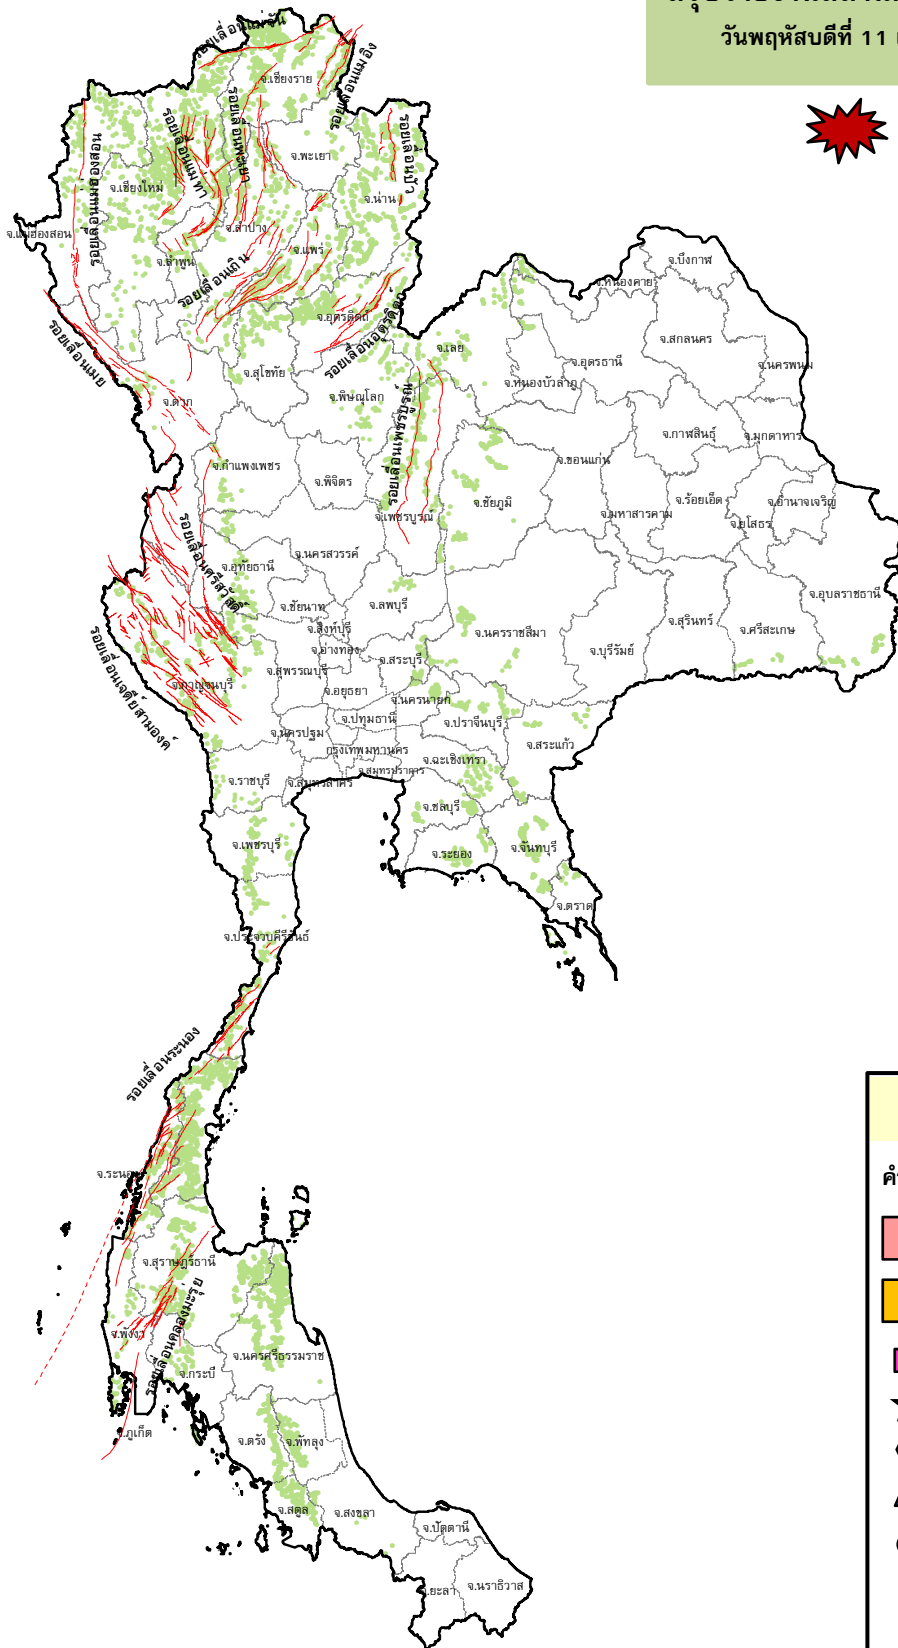 วันพฤหัสบดีที่ 11
รอยเลื่อนแม่จัน
จ.เชียงราย
รอยเลื่อนแม่อิง
รอยเลื่อนพะเยา
รอยเลื่อนแม่ทา
รอยเลื่อนปัว
จ.พะเยา
รอยเลื่อนแม่ฮ่องสอน
จ.เชียงใหม่
จ.น่าน
จ.แม่ฮ่องสอน
จ.ลำปาง
จ.แพร่
จ.ลำพูน
รอยเลื่อนเถิน
จ.บึงกาฬ
จ.หนองคาย
จ.อุตรดิตถ์
รอยเลื่อนอุตรดิตถ์
รอยเลื่อนเมย
จ.เลย
จ.สกลนคร
จ.นครพนม
จ.อุดรธานี
จ.สุโขทัย
จ.หนองบัวลำภู
จ.ตาก
จ.พิษณุโลก
รอยเลื่อนเพชรบูรณ์
จ.กาฬสินธุ์
จ.มุกดาหาร
จ.กำแพงเพชร
จ.ขอนแก่น
จ.พิจิตร
จ.ชัยภูมิ
จ.ร้อยเอ็ด
จ.อำนาจเจริญ
จ.เพชรบูรณ์
จ.มหาสารคาม
จ.ยโสธร
รอยเลื่อนศรีสวัสดิ์
จ.นครสวรรค์
จ.อุทัยธานี
จ.ชัยนาท
จ.ลพบุรี
จ.อุบลราชธานี
จ.สิงห์บุรี
จ.นครราชสีมา
จ.สุรินทร์
จ.ศรีสะเกษ
จ.อ่างทอง
จ.บุรีรัมย์
จ.สระบุรี
จ.สุพรรณบุรี
รอยเลื่อนเจดีย์สามองค์
จ.กาญจนบุรี
จ.อยุธยา
จ.นครนายก
จ.ปทุมธานี
จ.ปราจีนบุรี
จ.นครปฐม
จ.สระแก้ว
กรุงเทพมหานคร
จ.ฉะเชิงเทรา
จ.สมุทรปราการ
จ.ราชบุรี
จ.สมุทรสาคร
จ.ชลบุรี
จ.เพชรบุรี
จ.ระยอง
จ.จันทบุรี
จ.ตราด
จ.ประจวบคีรีขันธ์
รอยเลื่อนระนอง
จ.ระนอง
จ.สุราษฎร์ธานี
รอยเลื่อนคลองมะรุ่ย
จ.พังงา
จ.นครศรีธรรมราช
จ.กระบี่
จ.ภูเก็ต
จ.ตรัง
จ.พัทลุง
จ.สตูล
จ.สงขลา
จ.ปัตตานี
จ.ยะลา
จ.นราธิวาส